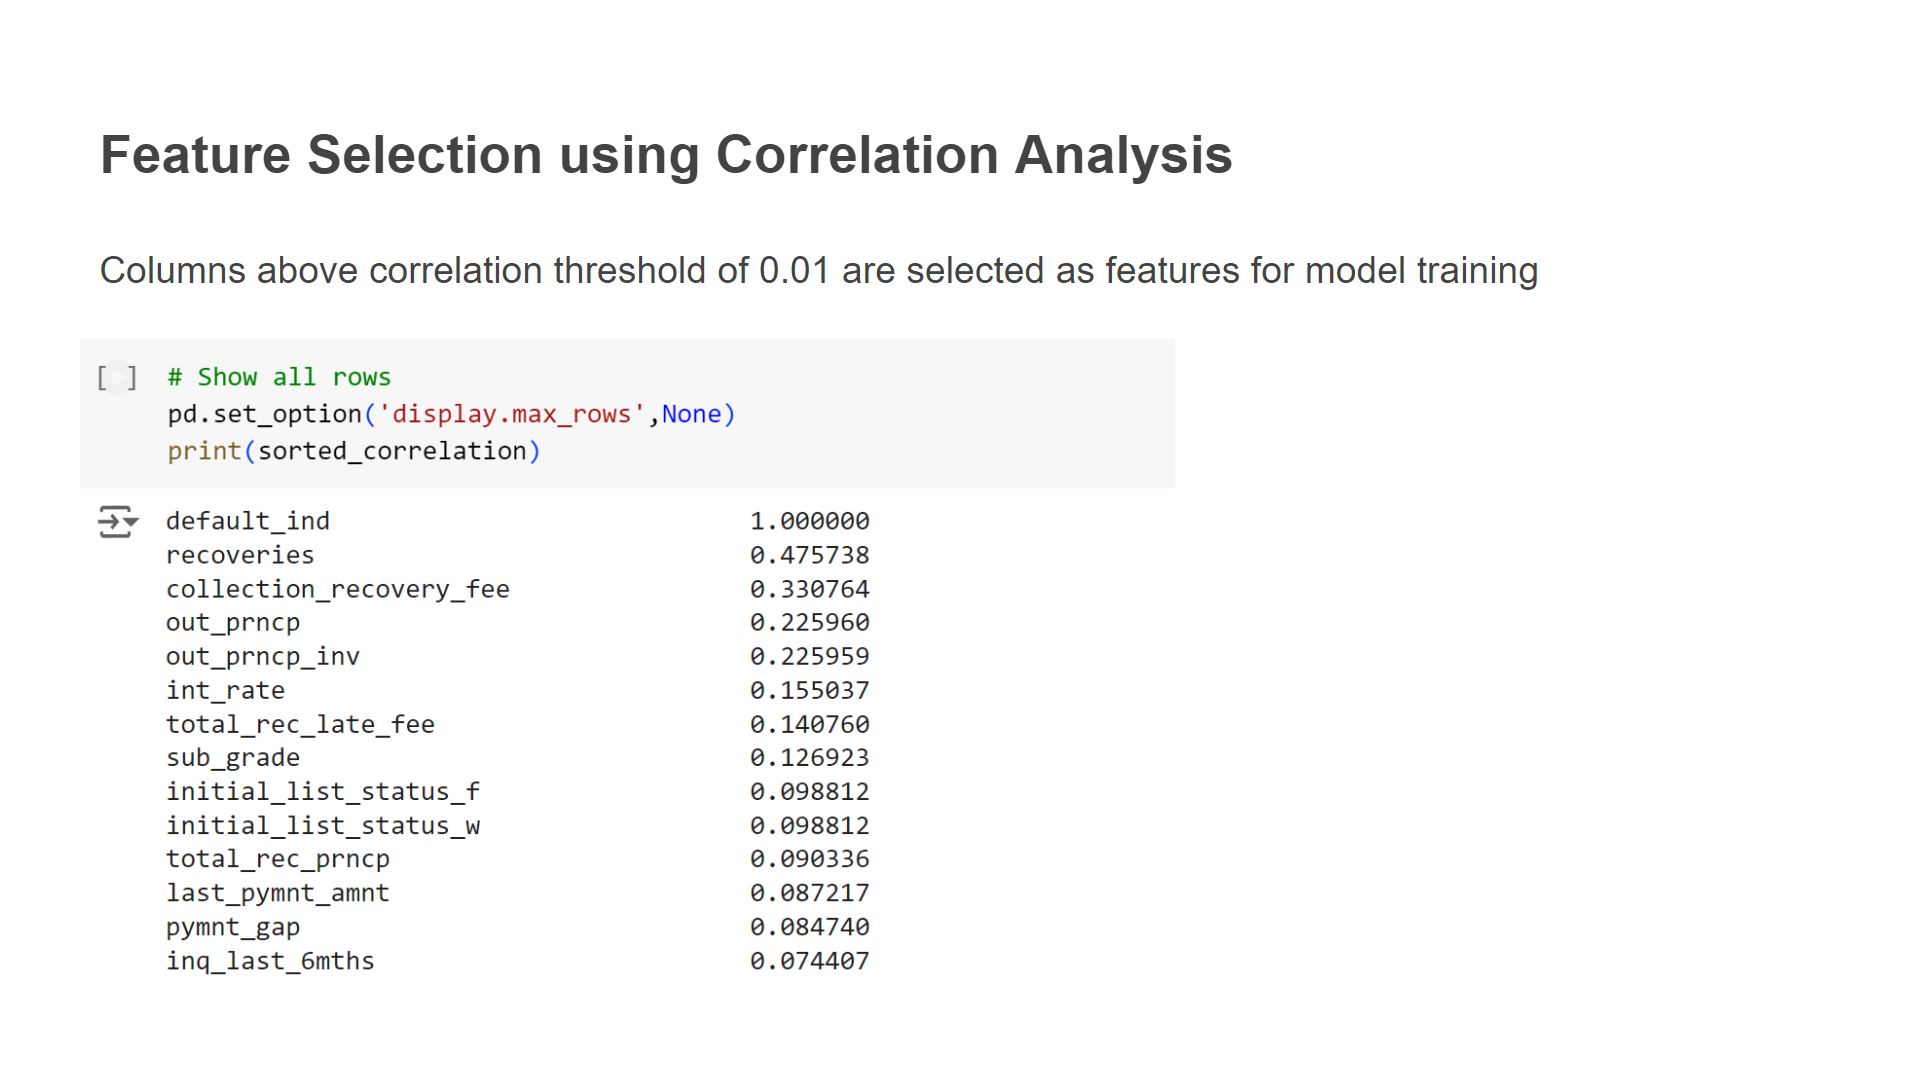 Feature Selection using Correlation Analysis
Columns above correlation threshold of 0.01 are selected as features for model training
[ ] # Show all rows
pd.set_option('display.max_rows',None)
print(sorted_correlation)
default_ind 1.000000
recoveries 0.475738
collection_recovery_fee 0.330764
out_prncp 0.225960
out_prncp_inv 0.225959
int_rate 0.155037
total_rec_late_fee 0.140760
sub_grade 0.126923
initial_list_status_f 0.098812
initial_list_status_w 0.098812
total_rec_prncp 0.090336
last_pymnt_amnt 0.087217
pymnt_gap 0.084740
inq_last_6mths 0.074407